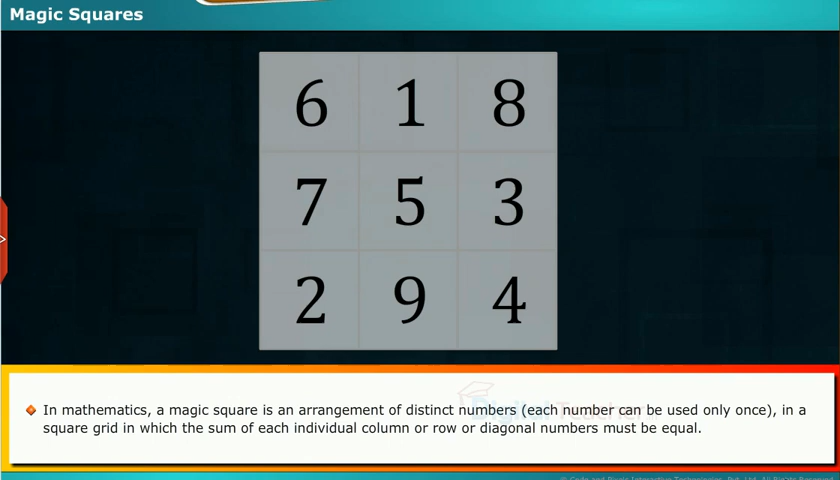 Magic Squares
6 1 8
7 5 3
2 9 4
In mathematics, a magic square is an arrangement of distinct numbers (each number can be used only once), in a
square grid in which the sum of each individual column or row or diagonal numbers must be equal.
Digital Teacher